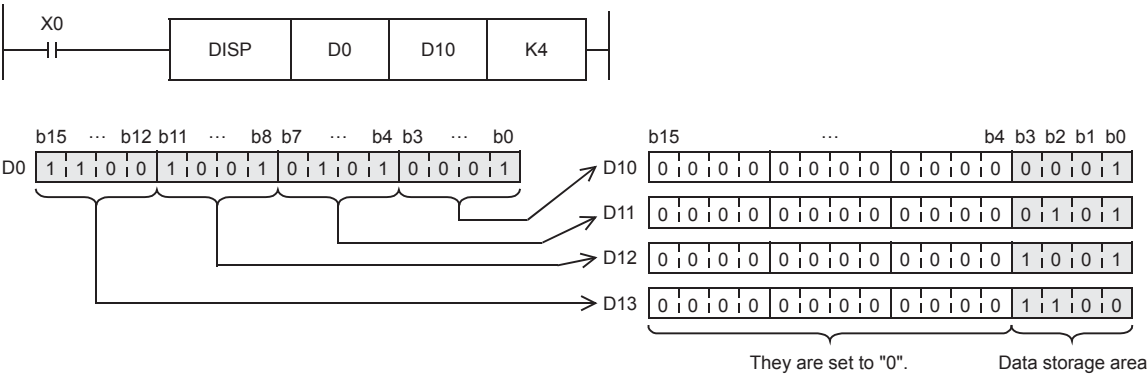 X0
DISP D0 D10 K4
b15 ··· b12 b11 ··· b8 b7 ··· b4 b3 ··· b0
b15 ··· b4 b3 b2 b1 b0
D0 1 1 0 0 1 0 0 1 0 1 0 1 0 0 0 1
D10 0 0 0 0 0 0 0 0 0 0 0 0 0 0 0 1
D11 0 0 0 0 0 0 0 0 0 0 0 0 0 1 0 1
D12 0 0 0 0 0 0 0 0 0 0 0 0 1 0 0 1
D13 0 0 0 0 0 0 0 0 0 0 0 0 1 1 0 0
They are set to "0". Data storage area